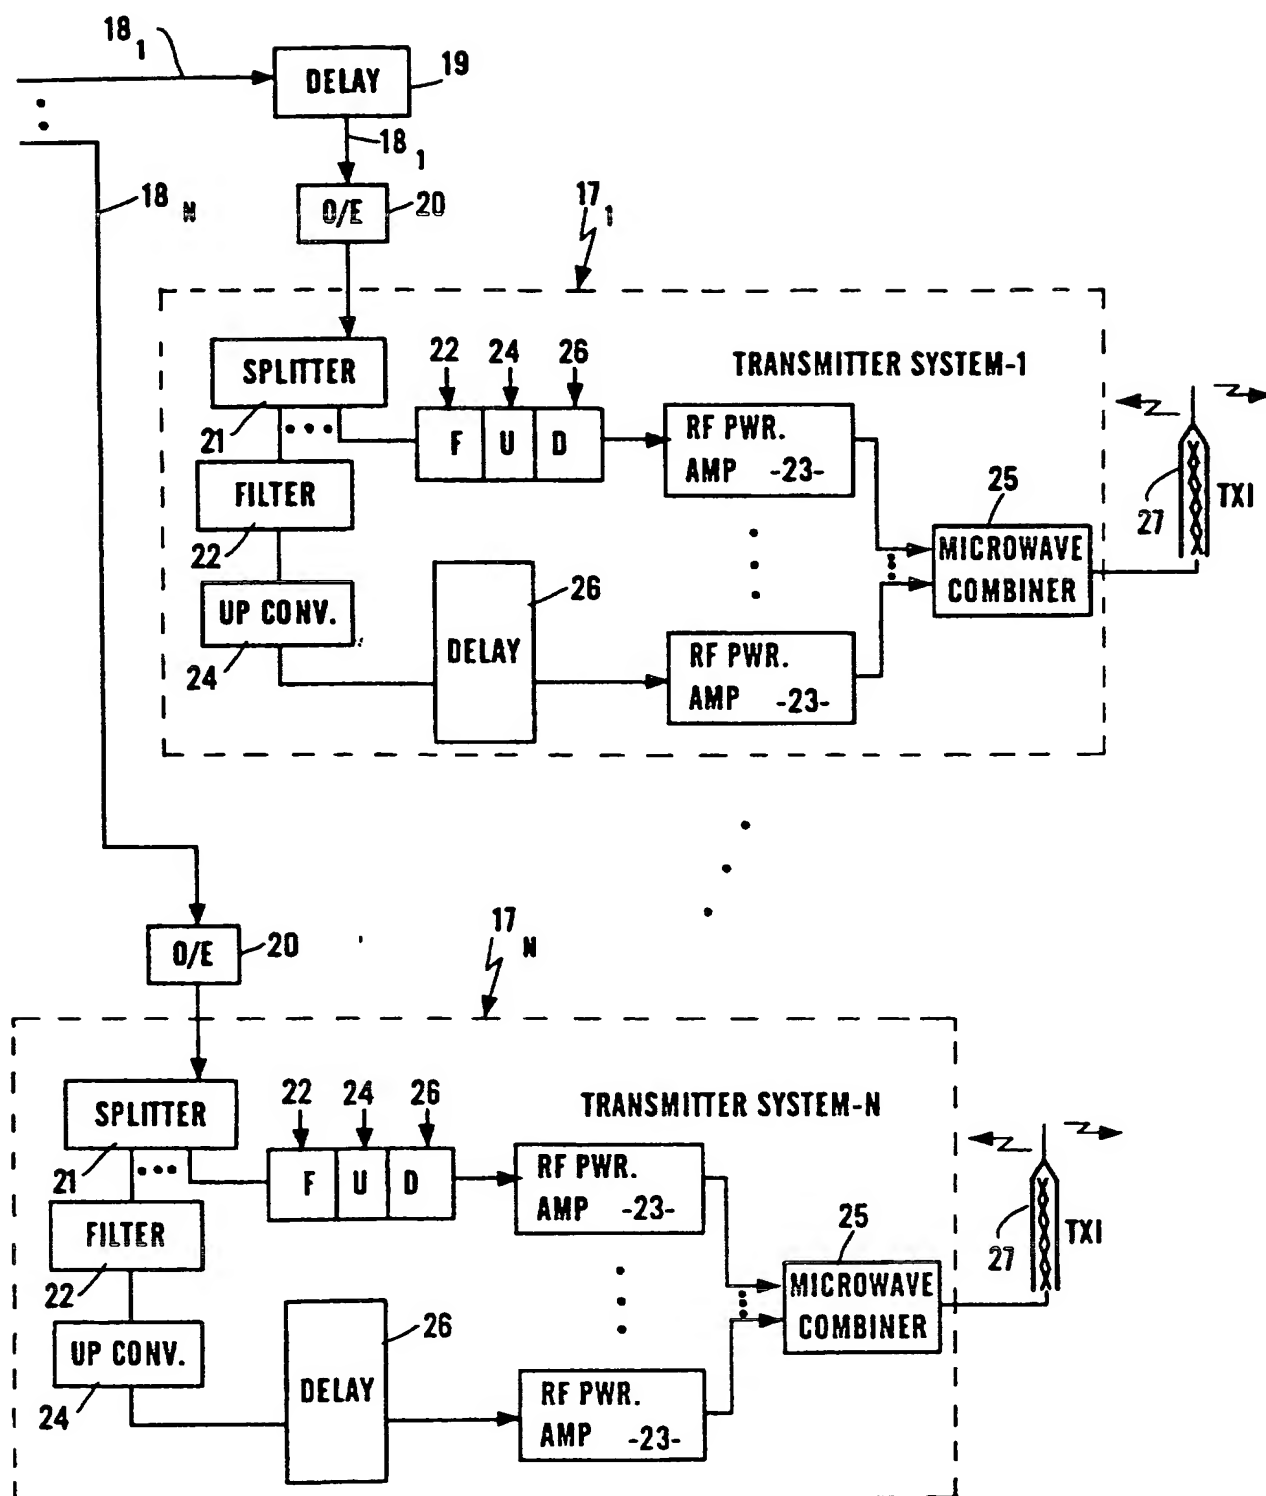 18 1
DELAY 19
18 1
18 N
O/E 20
17 1
SPLITTER
22 24 26
TRANSMITTER SYSTEM-1
21
F U D
RF PWR.
AMP -23-
FILTER
22
25
MICROWAVE
COMBINER
27
TX1
UP CONV.
24
26
DELAY
RF PWR.
AMP -23-
O/E 20
17 N
SPLITTER
22 24 26
TRANSMITTER SYSTEM-N
21
F U D
RF PWR.
AMP -23-
FILTER
22
25
MICROWAVE
COMBINER
27
TX1
UP CONV.
24
26
DELAY
RF PWR.
AMP -23-